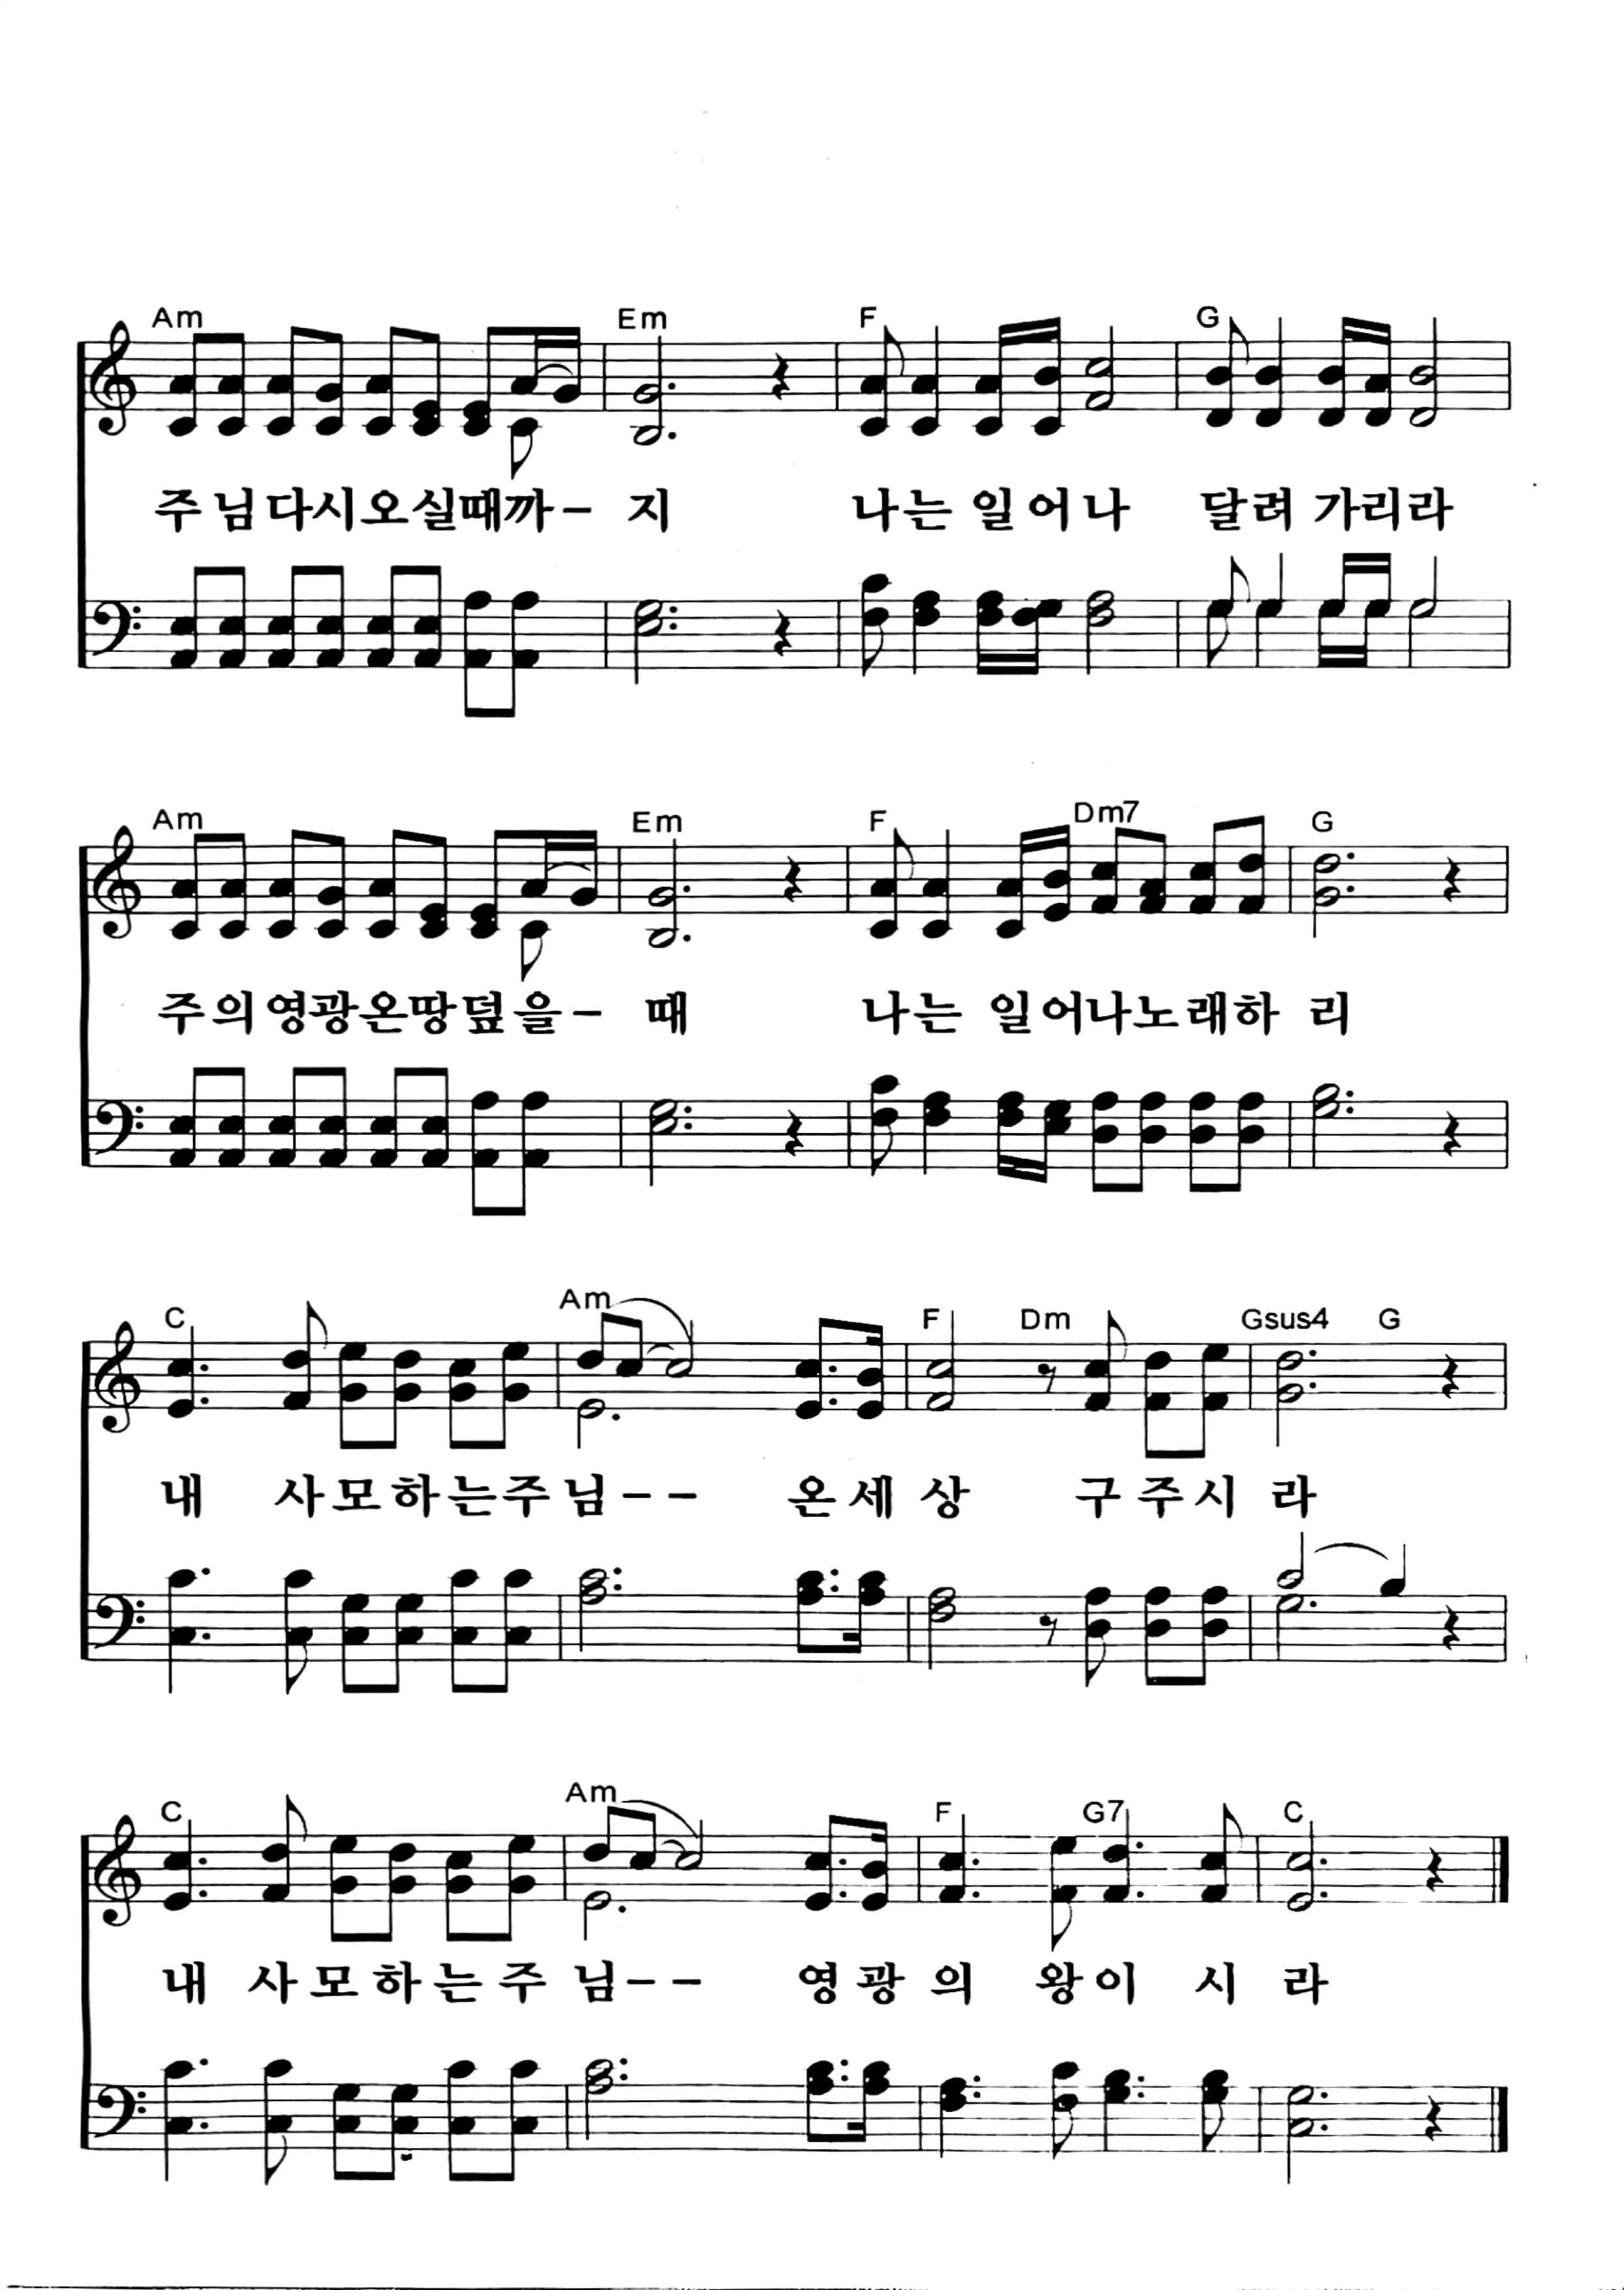 Am Em F G
주님다시오실때까- 지 나는 일어나 달려 가리라
Am Em F Dm7 G
주의영광온땅덮을- 때 나는 일어나노래하 리
C Am F Dm Gsus4 G
내 사모하는주님-- 온세상 구주시 라
C Am F G7 C
내 사모하는주 님-- 영광 의 왕이 시 라